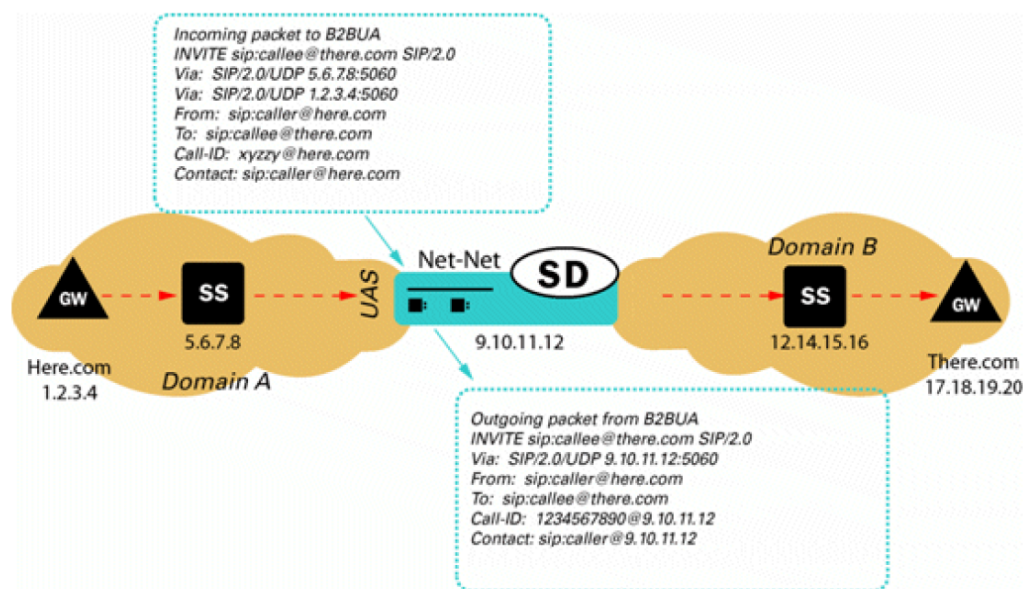 Incoming packet to B2BUA
INVITE sip:callee@there.com SIP/2.0
Via: SIP/2.0/UDP 5.6.7.8:5060
Via: SIP/2.0/UDP 1.2.3.4:5060
From: sip:caller@here.com
To: sip:callee@there.com
Call-ID: xyzzy@here.com
Contact: sip:caller@here.com
GW
SS
5.6.7.8
Here.com
1.2.3.4
Domain A
UAS
Net-Net
SD
9.10.11.12
Domain B
SS
12.14.15.16
GW
There.com
17.18.19.20
Outgoing packet from B2BUA
INVITE sip:callee@there.com SIP/2.0
Via: SIP/2.0/UDP 9.10.11.12:5060
From: sip:caller@here.com
To: sip:callee@there.com
Call-ID: 1234567890@9.10.11.12
Contact: sip:caller@9.10.11.12